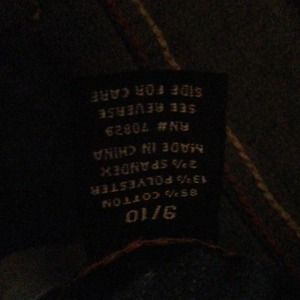 9/10
85% COTTON
13% POLYESTER
2% SPANDEX
MADE IN CHINA
RN# 70829
SEE REVERSE
SIDE FOR CARE